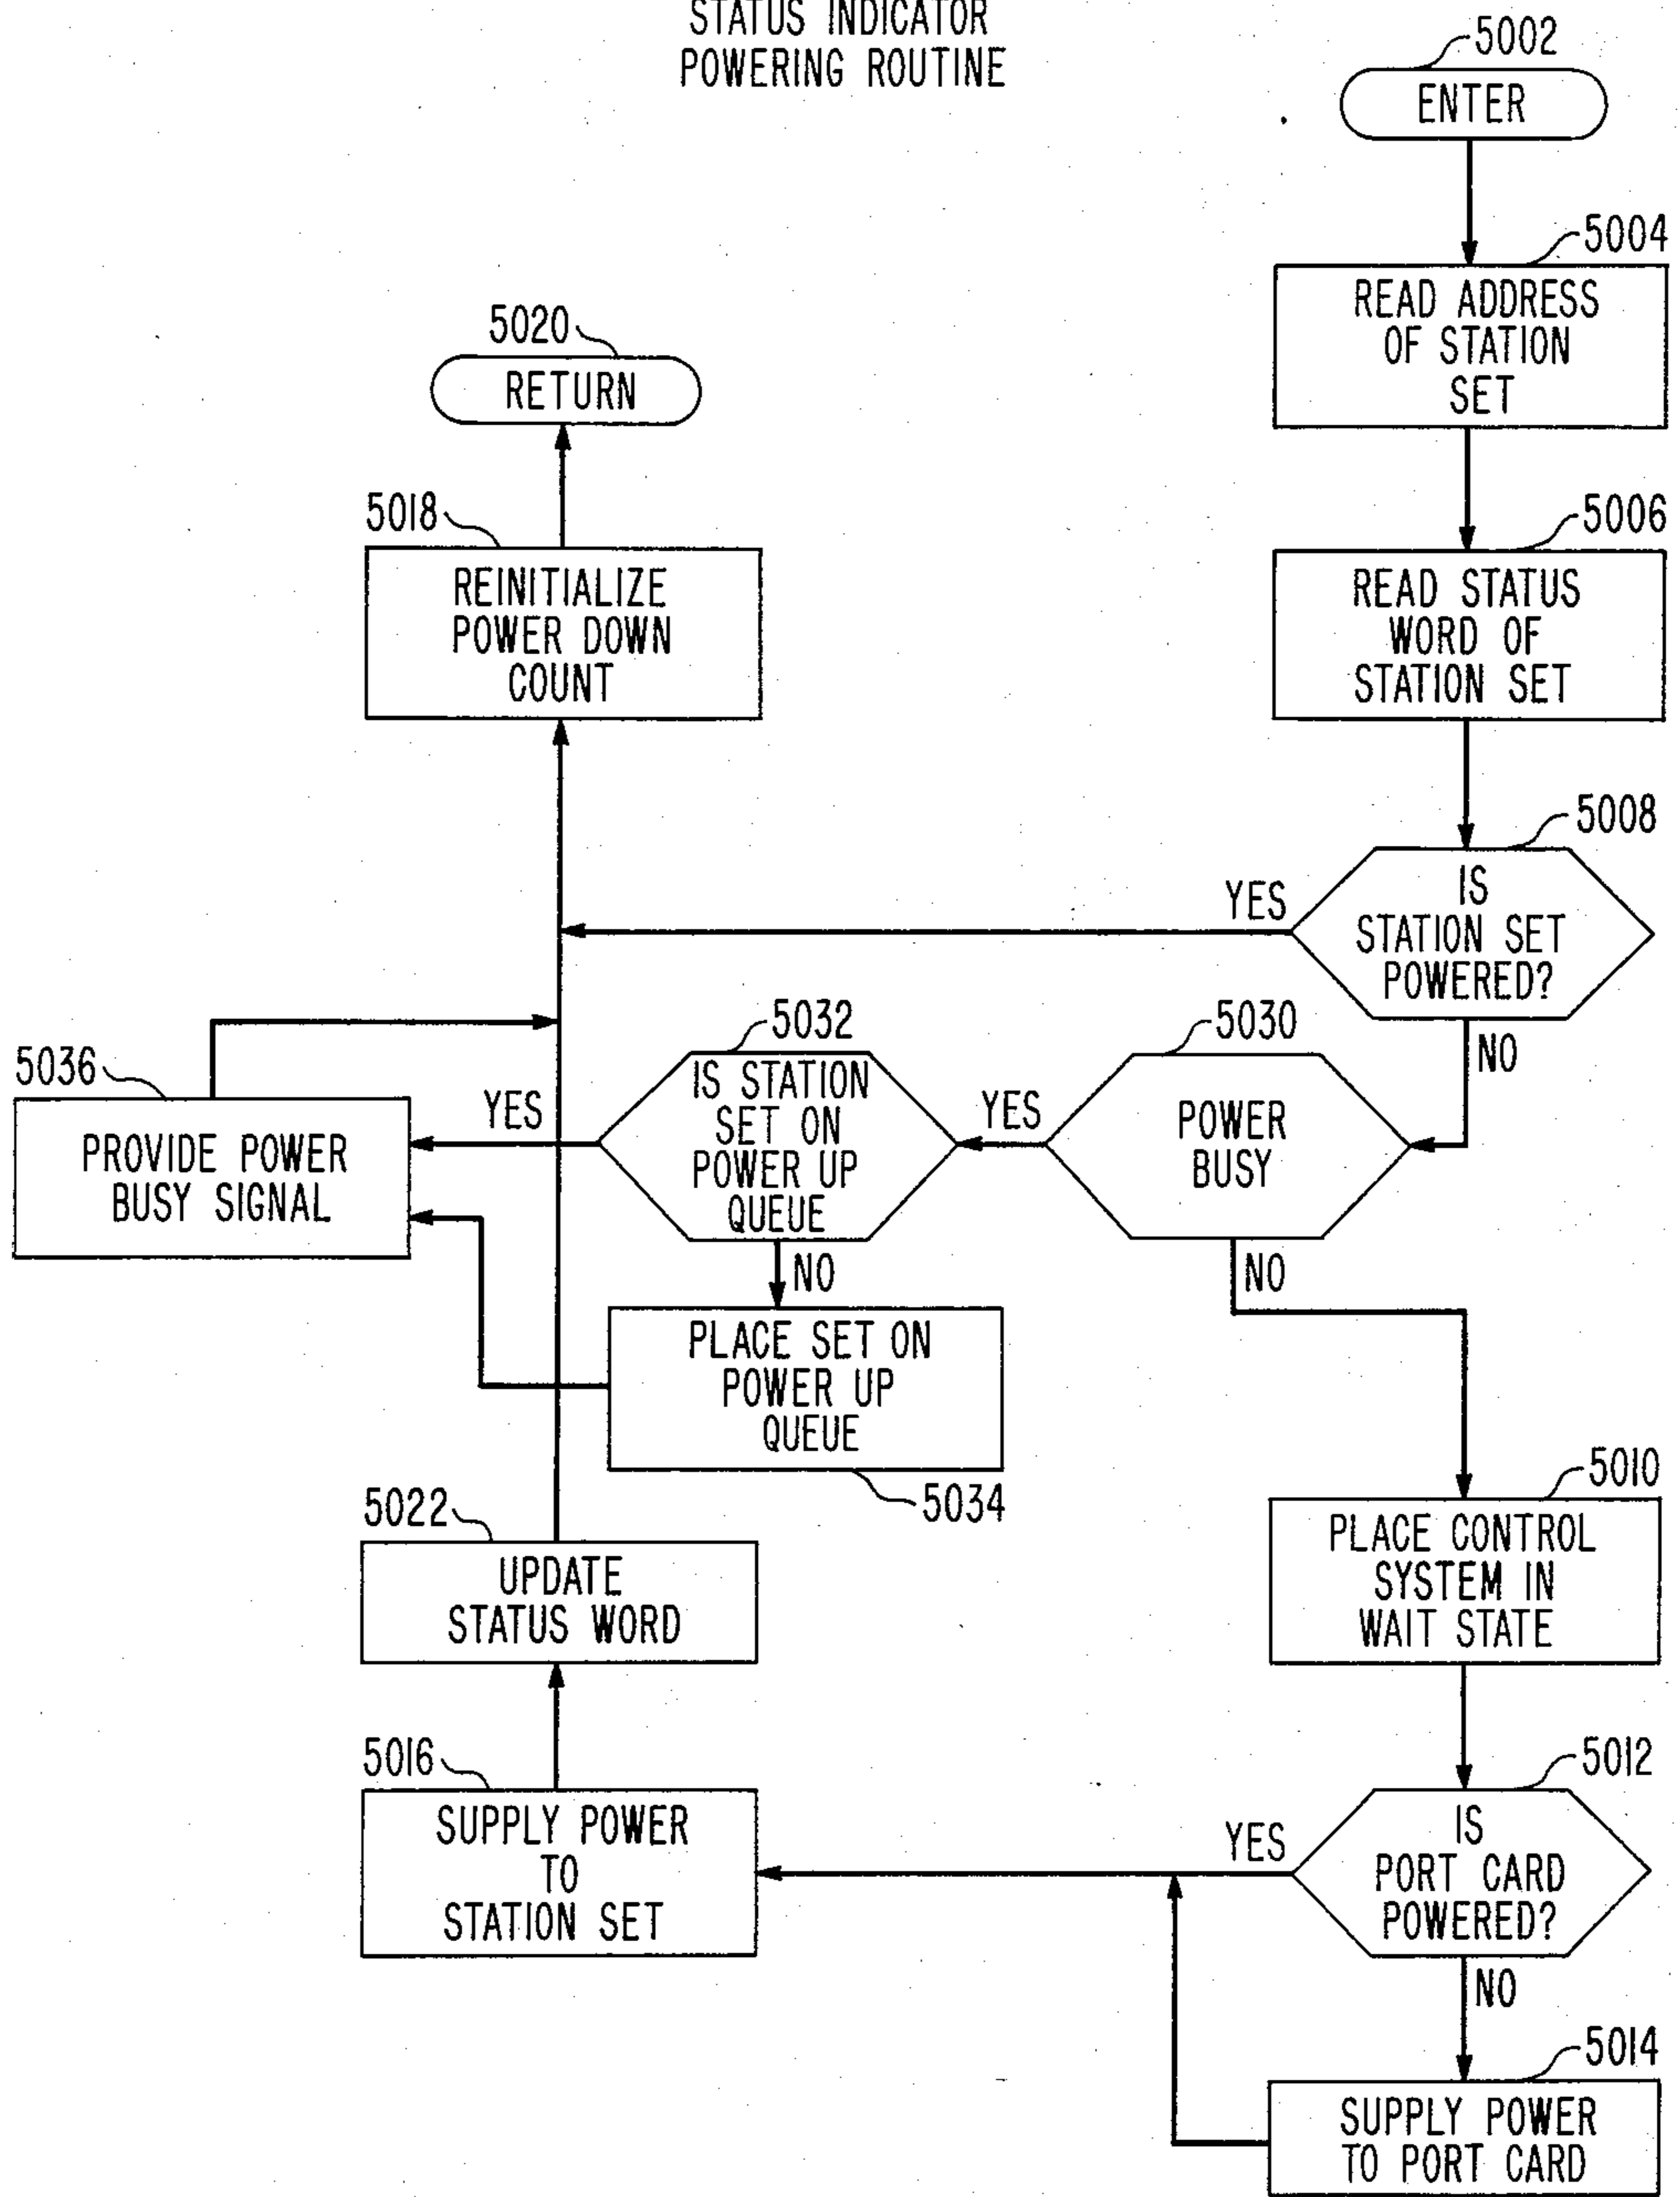 STATUS INDICATOR
POWERING ROUTINE
5002
ENTER
5004
READ ADDRESS
OF STATION
SET
5006
READ STATUS
WORD OF
STATION SET
5008
IS
STATION SET
POWERED?
YES
NO
5030
POWER
BUSY
YES
NO
5032
IS STATION
SET ON
POWER UP
QUEUE
YES
NO
5034
PLACE SET ON
POWER UP
QUEUE
5036
PROVIDE POWER
BUSY SIGNAL
5010
PLACE CONTROL
SYSTEM IN
WAIT STATE
5012
IS
PORT CARD
POWERED?
YES
NO
5014
SUPPLY POWER
TO PORT CARD
5016
SUPPLY POWER
TO
STATION SET
5022
UPDATE
STATUS WORD
5018
REINITIALIZE
POWER DOWN
COUNT
5020
RETURN